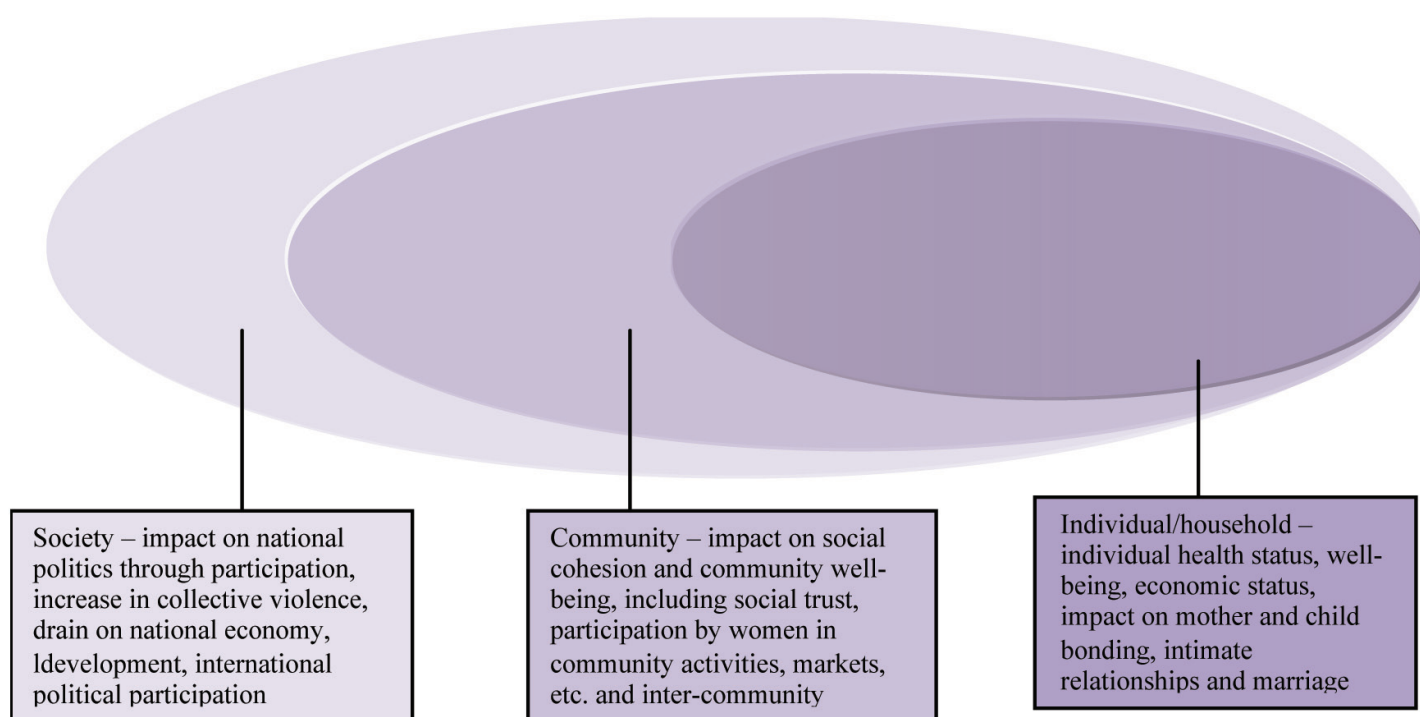 Society – impact on national
politics through participation,
increase in collective violence,
drain on national economy,
ldevelopment, international
political participation
Community – impact on social
cohesion and community well-
being, including social trust,
participation by women in
community activities, markets,
etc. and inter-community
Individual/household –
individual health status, well-
being, economic status,
impact on mother and child
bonding, intimate
relationships and marriage